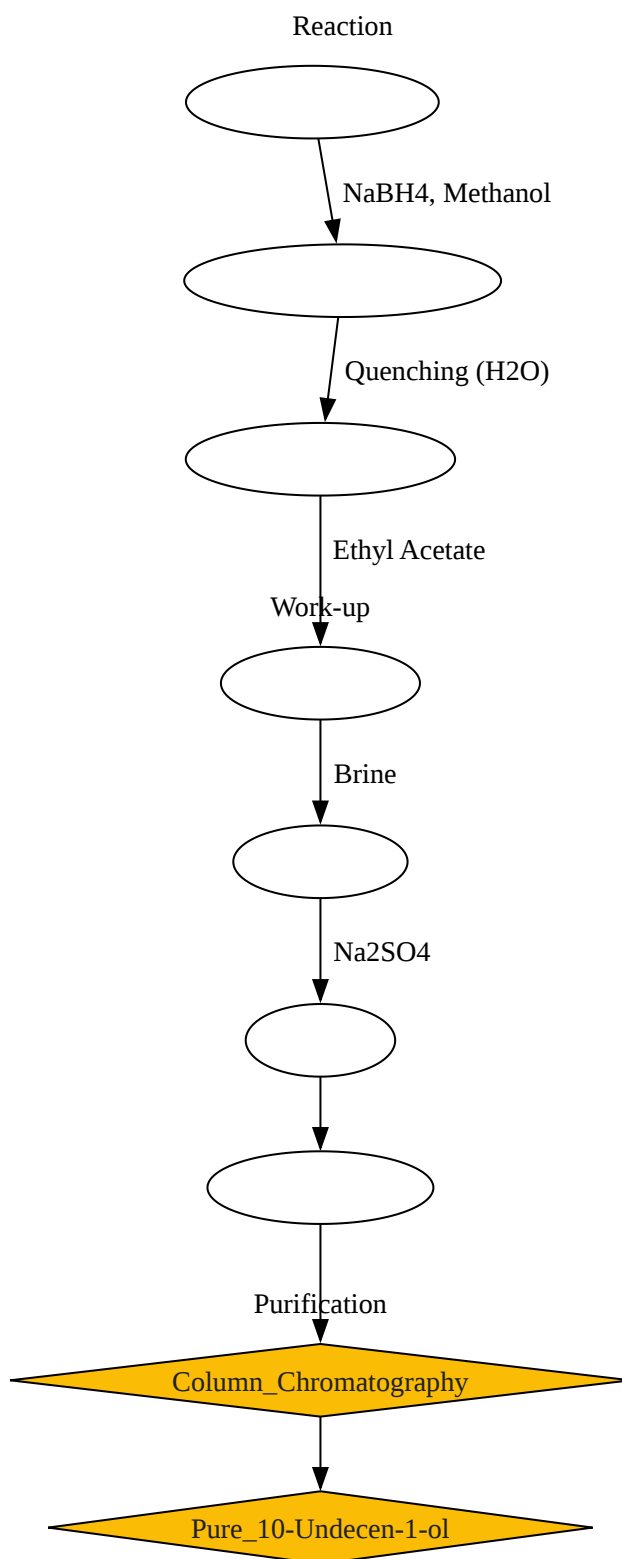 Reaction
NaBH4, Methanol
Quenching (H2O)
Ethyl Acetate
Work-up
Brine
Na2SO4
Purification
Column_Chromatography
Pure_10-Undecen-1-ol